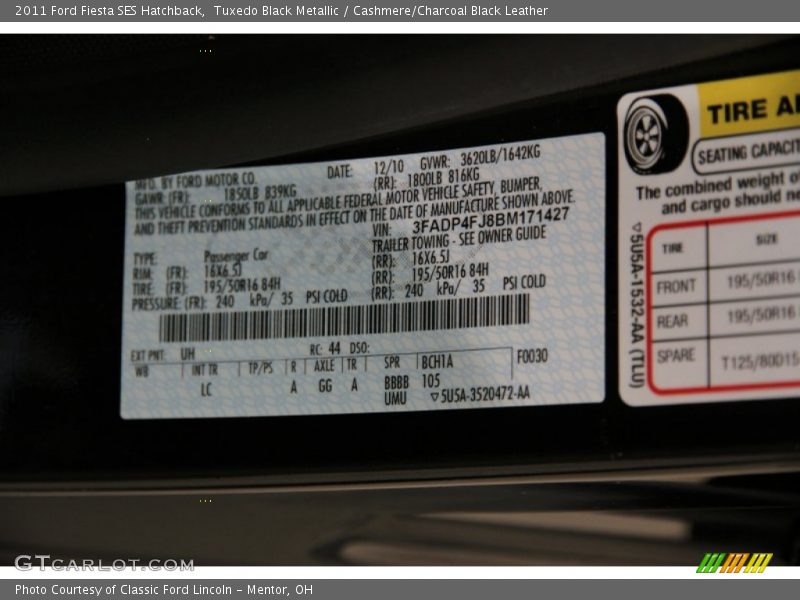 2011 Ford Fiesta SES Hatchback,  Tuxedo Black Metallic / Cashmere/Charcoal Black Leather
MFD. BY FORD MOTOR CO.
DATE: 12/10 GVWR: 3620LB/1642KG
GAWR (FR): 1850LB 839KG (RR): 1800LB 816KG
THIS VEHICLE CONFORMS TO ALL APPLICABLE FEDERAL MOTOR VEHICLE SAFETY, BUMPER,
AND THEFT PREVENTION STANDARDS IN EFFECT ON THE DATE OF MANUFACTURE SHOWN ABOVE.
VIN: 3FADP4FJ8BM171427
TYPE: Passenger Car TRAILER TOWING - SEE OWNER GUIDE
RIM: (FR): 16X6.5J (RR): 16X6.5J
TIRE: (FR): 195/50R16 84H (RR): 195/50R16 84H
PRESSURE (FR): 240 kPa/ 35 PSI COLD (RR): 240 kPa/ 35 PSI COLD
EXT PNT: UH RC: 44 DSO: F0030
WB INT TR TP/PS R AXLE TR SPR BCH1A
LC A GG A BBBB 105
UMU ▽5U5A-3520472-AA
TIRE A
SEATING CAPACIT
The combined weight of
and cargo should ne
▽5U5A-1532-AA (TLU)
TIRE SIZE
FRONT 195/50R16
REAR 195/50R16
SPARE T125/80D15
GTCARLOT.COM
Photo Courtesy of Classic Ford Lincoln - Mentor, OH